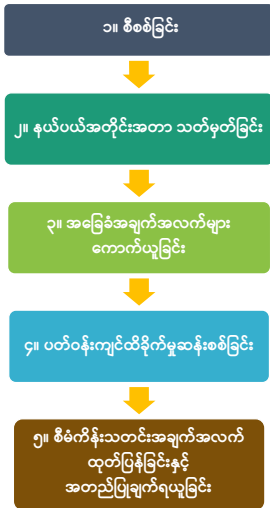 ၁။ စီစစ်ခြင်း
၂။ နယ်ပယ်အတိုင်းအတာ သတ်မှတ်ခြင်း
၃။ အခြေခံအချက်အလက်များ
ကောက်ယူခြင်း
၄။ ပတ်ဝန်းကျင်ထိခိုက်မှုဆန်းစစ်ခြင်း
၅။ စီမံကိန်းသတင်းအချက်အလက်
ထုတ်ပြန်ခြင်းနှင့်
အတည်ပြုချက်ရယူခြင်း